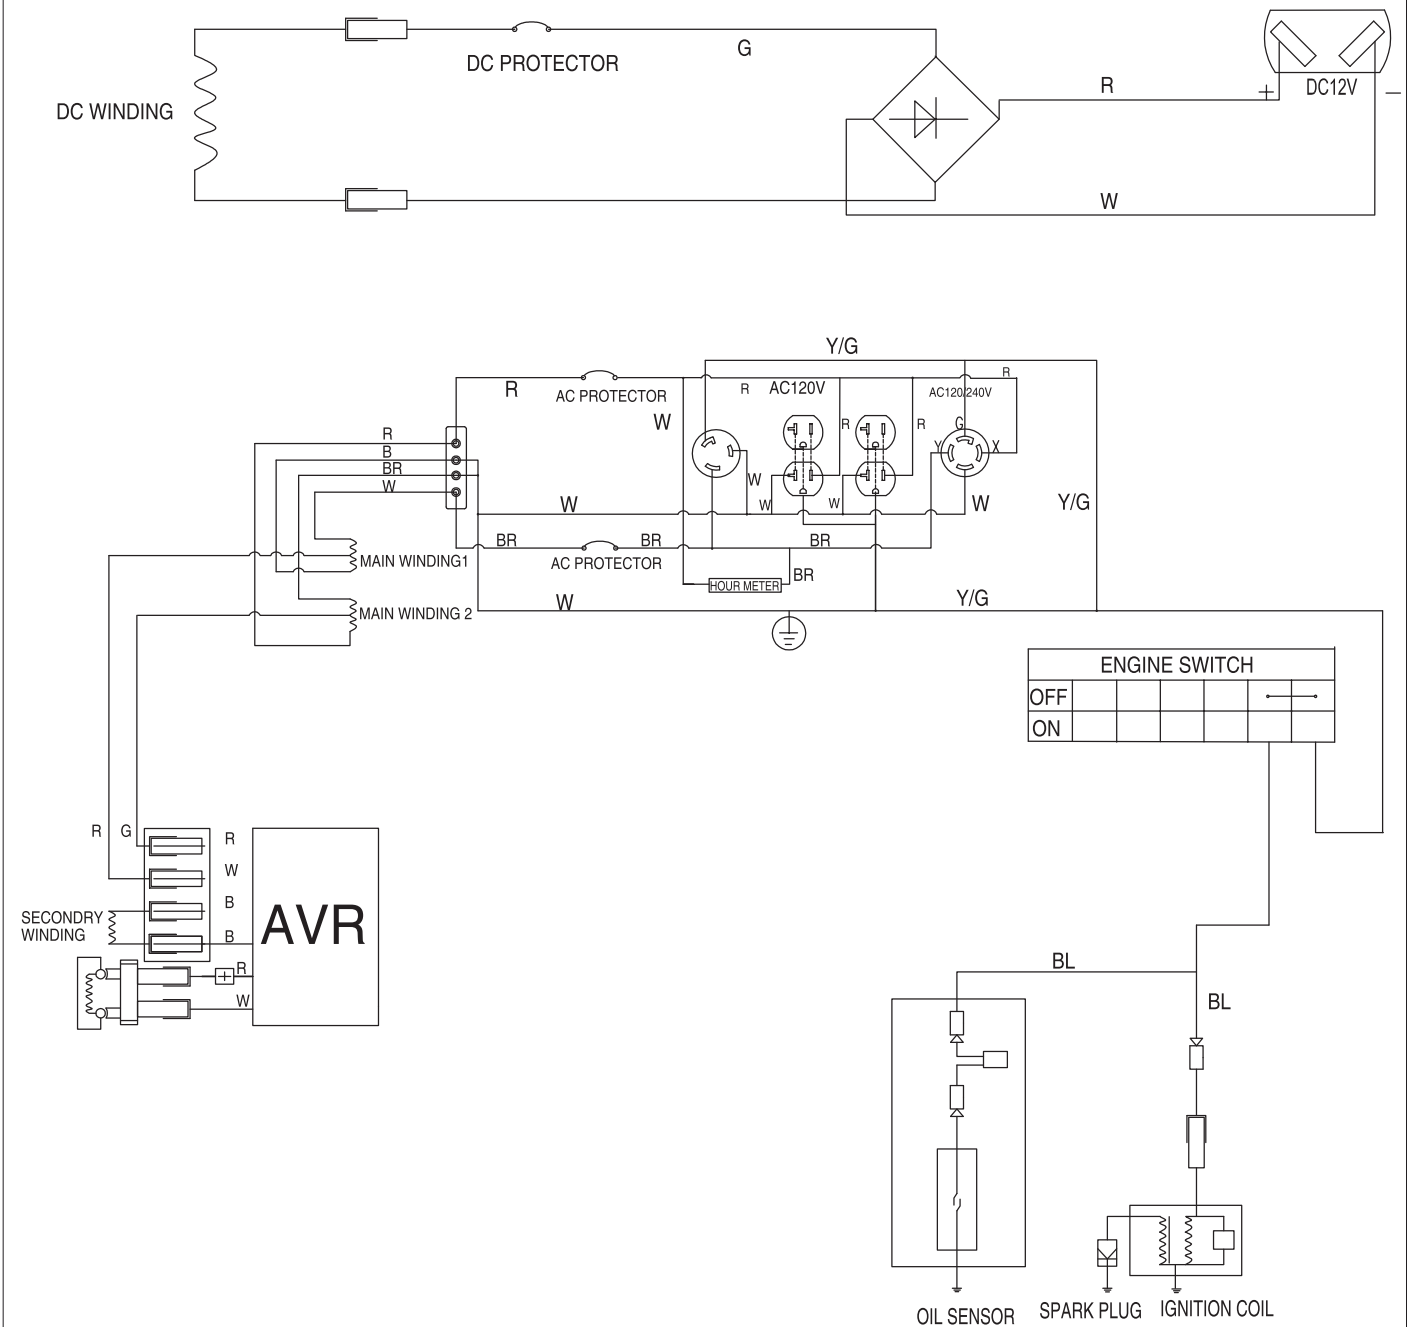 G
DC PROTECTOR
DC WINDING
R
+
DC12V
−
W
Y/G
R
AC PROTECTOR
R
AC120V
R
AC120/240V
W
R
R
G
Y
X
R
B
BR
W
W
W
W
W
W
Y/G
BR
BR
BR
AC PROTECTOR
MAIN WINDING1
HOUR METER
BR
W
Y/G
MAIN WINDING 2
ENGINE SWITCH
OFF
ON
R
G
R
W
B
B
SECONDRY
WINDING
AVR
R
W
BL
BL
OIL SENSOR
SPARK PLUG
IGNITION COIL